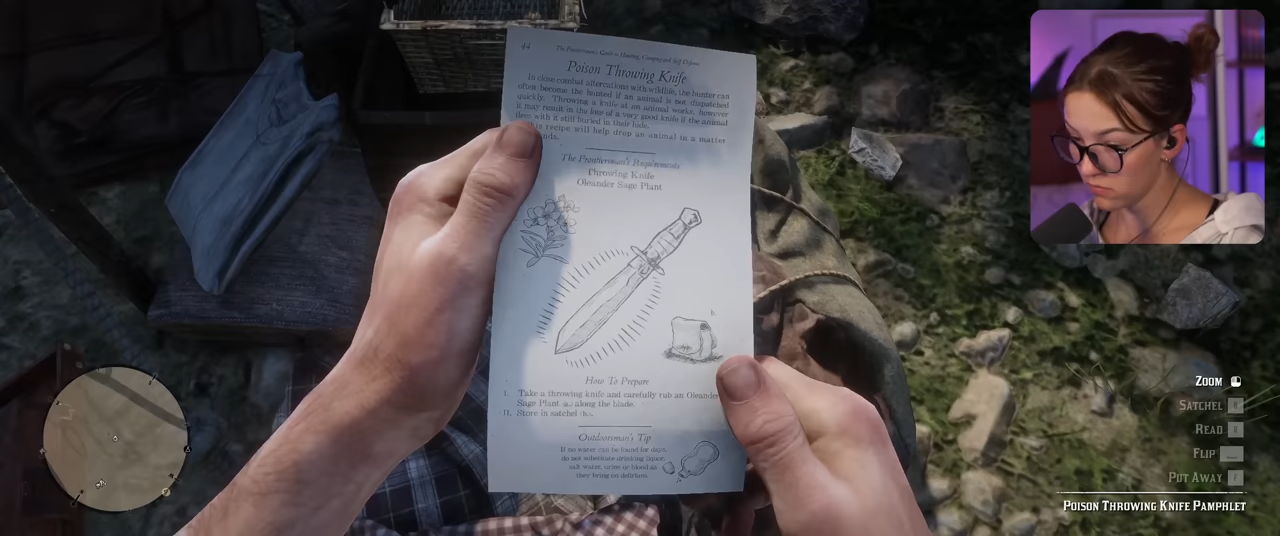 44
The Frontiersman's Guide to Hunting, Camping and Self Defense
Poison Throwing Knife
In close combat altercations with wildlife, the hunter can
often become the hunted if an animal is not dispatched
quickly. Throwing a knife at an animal works, however
it may result in the loss of a very good knife if the animal
flees with it still buried in their hide.
recipe will help drop an animal in a matter
The Frontiersman's Requirements
Throwing Knife
Oleander Sage Plant
How To Prepare
I. Take a throwing knife and carefully rub an Oleander
Sage Plant along the blade.
II. Store in satchel
Outdoorsman's Tip
If no water can be found for days,
do not substitute drinking liquor,
salt water, urine or blood as
they bring on delirium.
ZOOM
SATCHEL
READ
FLIP
PUT AWAY
POISON THROWING KNIFE PAMPHLET